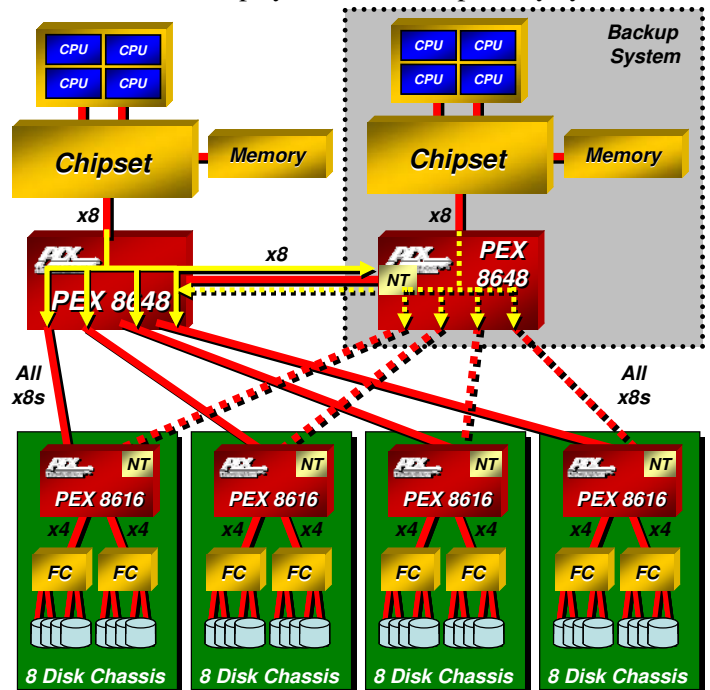 Backup
System
CPU CPU
CPU CPU
CPU CPU
CPU CPU
Chipset
Memory
Chipset
Memory
x8
x8
x8
PEX 8648
PEX
8648
NT
All
x8s
All
x8s
NT
PEX 8616
x4 x4
FC FC
8 Disk Chassis
NT
PEX 8616
x4 x4
FC FC
8 Disk Chassis
NT
PEX 8616
x4 x4
FC FC
8 Disk Chassis
NT
PEX 8616
x4 x4
FC FC
8 Disk Chassis